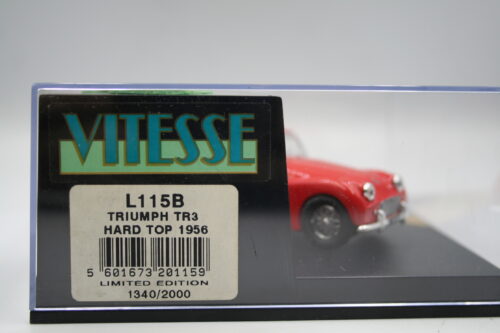 VITESSE
L115B
TRIUMPH TR3
HARD TOP 1956
5 601673 201159
LIMITED EDITION
1340/2000